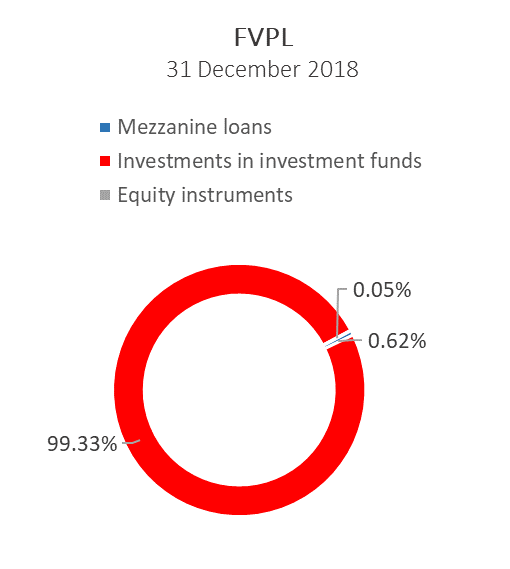 FVPL
31 December 2018
Mezzanine loans
Investments in investment funds
Equity instruments
0.05%
0.62%
99.33%